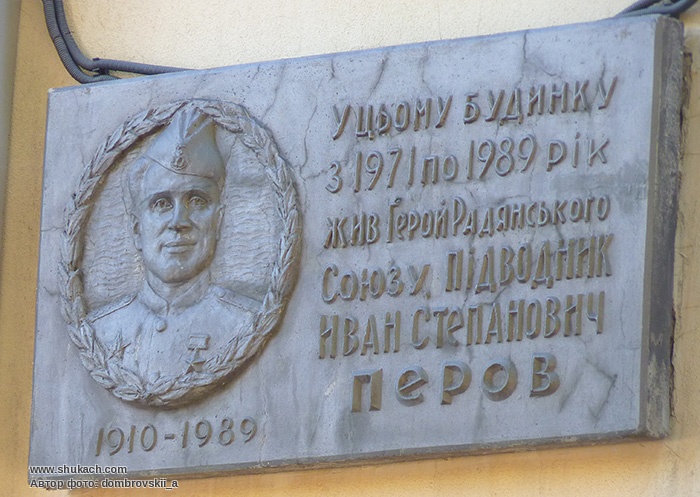 У ЦЬОМУ БУДИНКУ
З 1971 ПО 1989 РІК
ЖИВ ГЕРОЙ РАДЯНСЬКОГО
СОЮЗУ, ПІДВОДНИК
ИВАН СТЕПАНОВИЧ
ПЕРОВ
1910-1989
www.shukach.com
Автор фото: dombrovskii_a